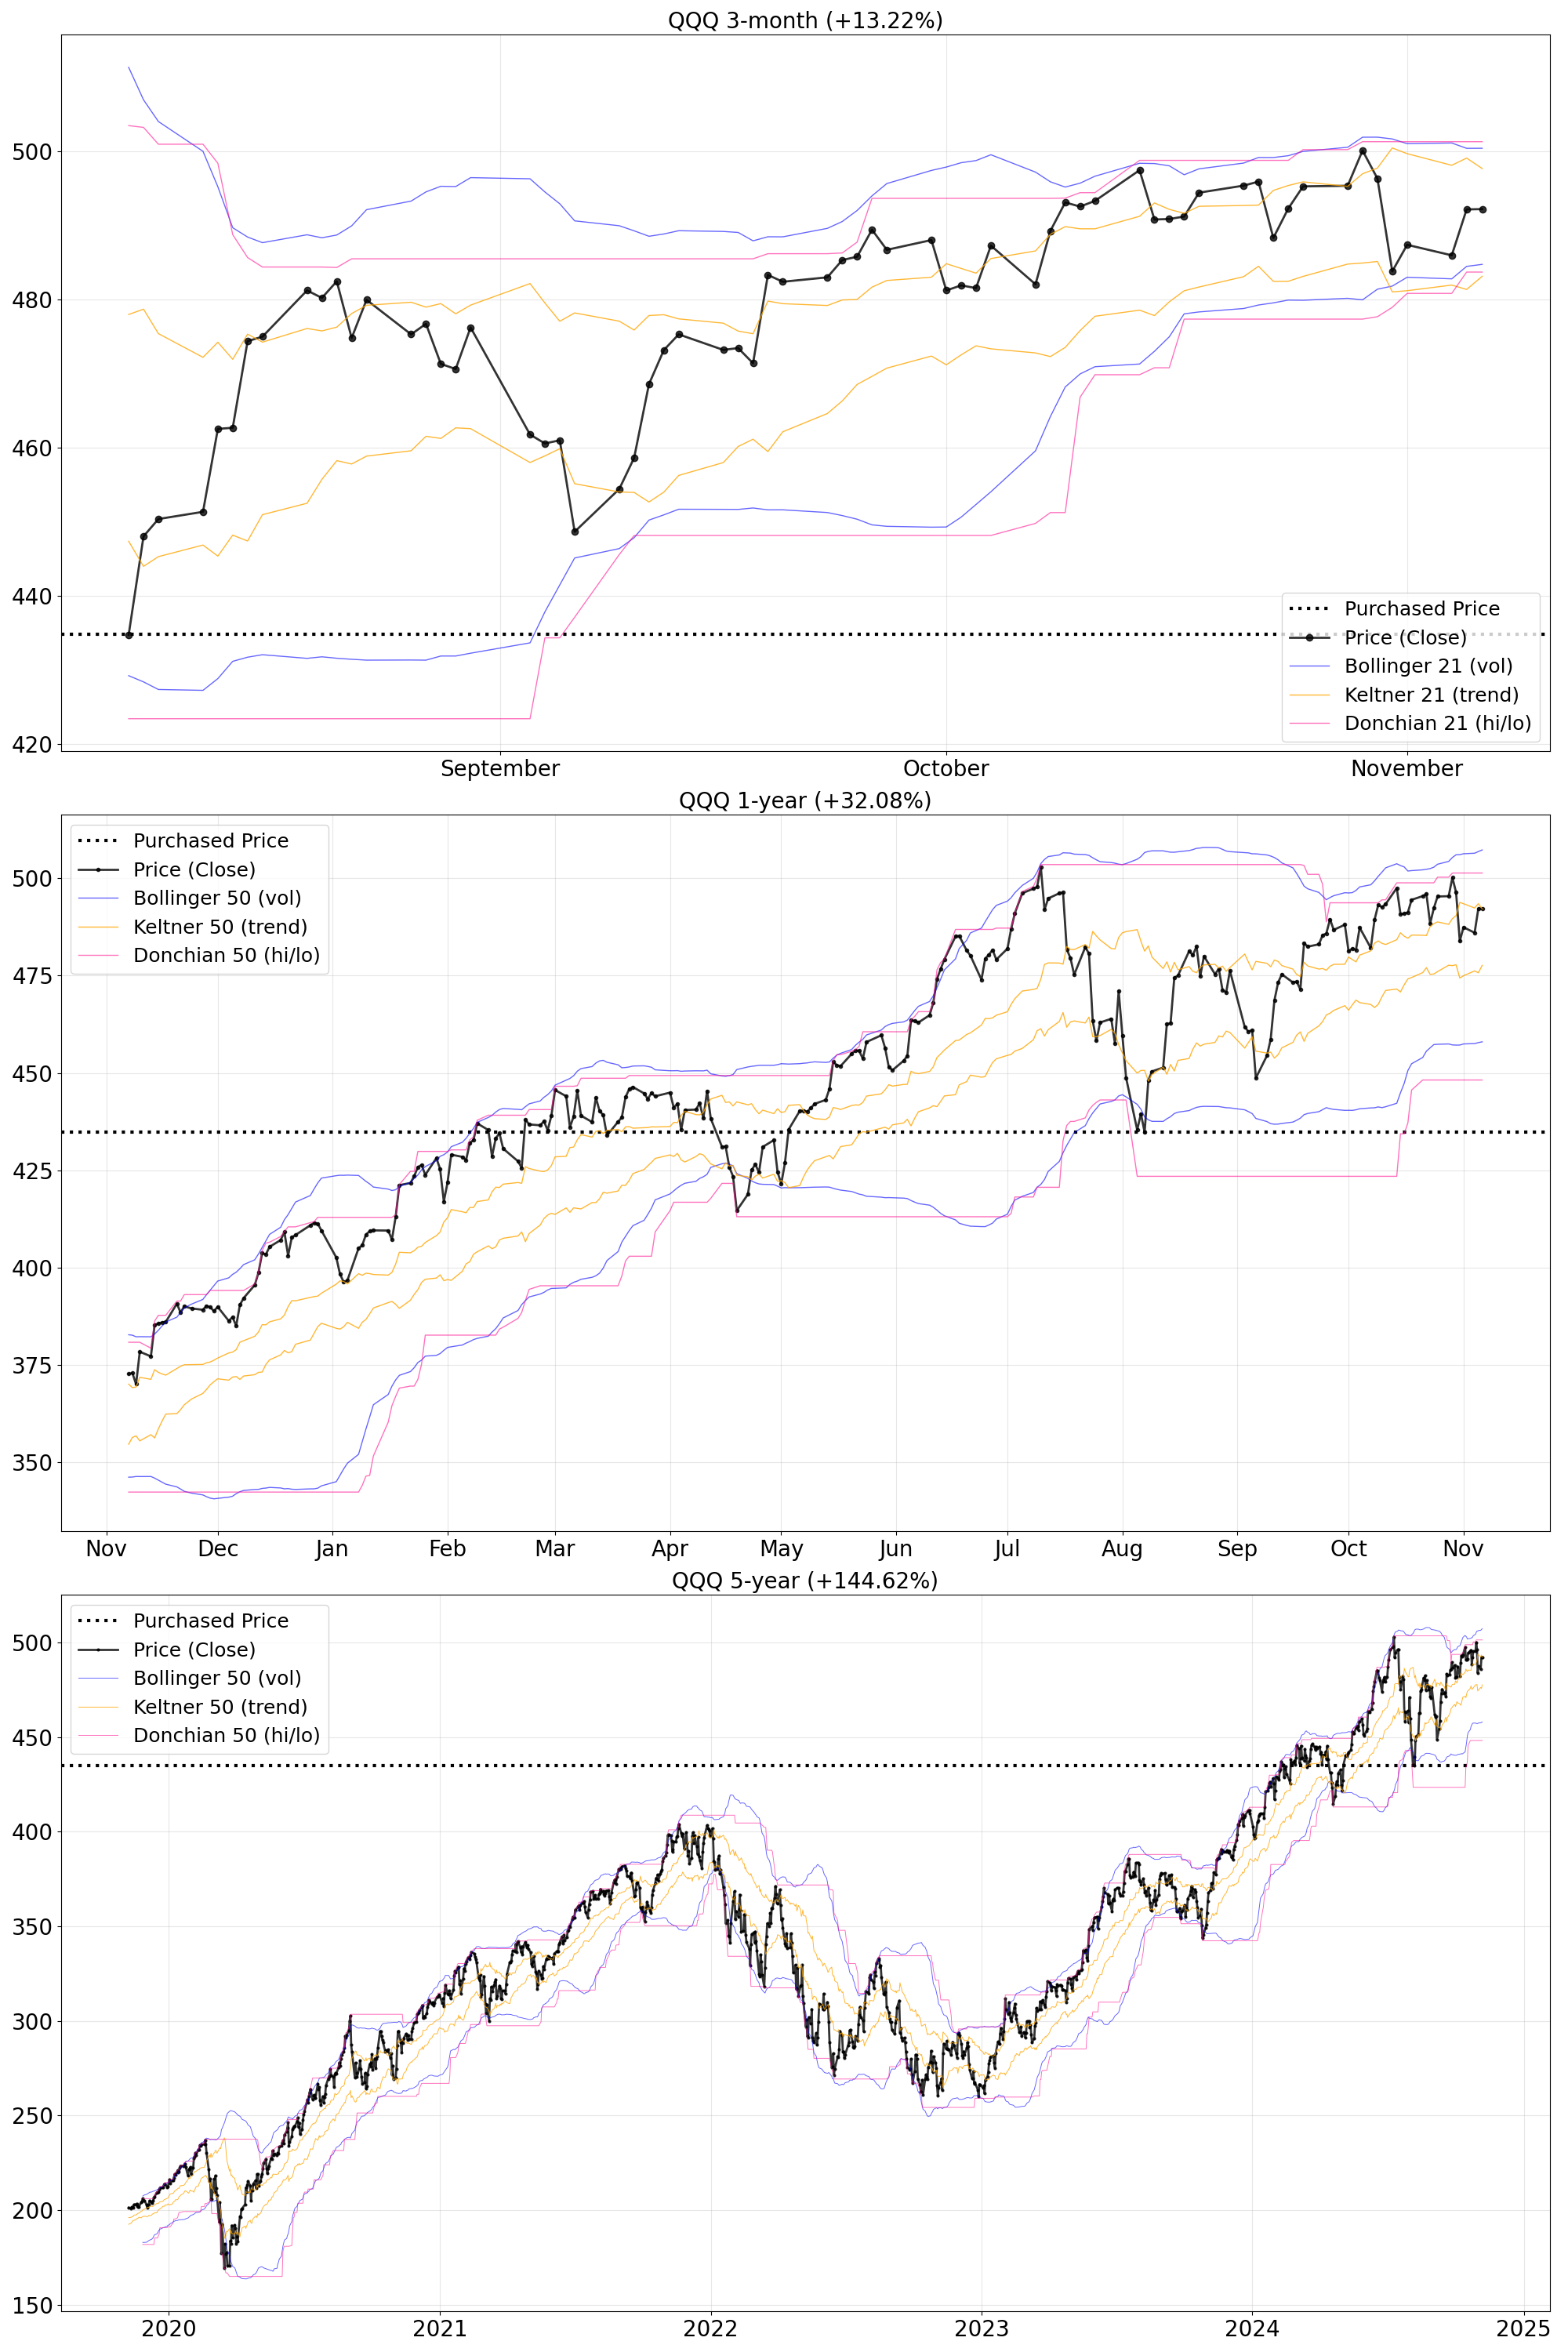 QQQ 3-month (+13.22%)
500
480
460
440
420
Purchased Price
Price (Close)
Bollinger 21 (vol)
Keltner 21 (trend)
Donchian 21 (hi/lo)
September October November
QQQ 1-year (+32.08%)
Purchased Price
Price (Close)
Bollinger 50 (vol)
Keltner 50 (trend)
Donchian 50 (hi/lo)
500
475
450
425
400
375
350
Nov Dec Jan Feb Mar Apr May Jun Jul Aug Sep Oct Nov
QQQ 5-year (+144.62%)
Purchased Price
Price (Close)
Bollinger 50 (vol)
Keltner 50 (trend)
Donchian 50 (hi/lo)
500
450
400
350
300
250
200
150
2020 2021 2022 2023 2024 2025